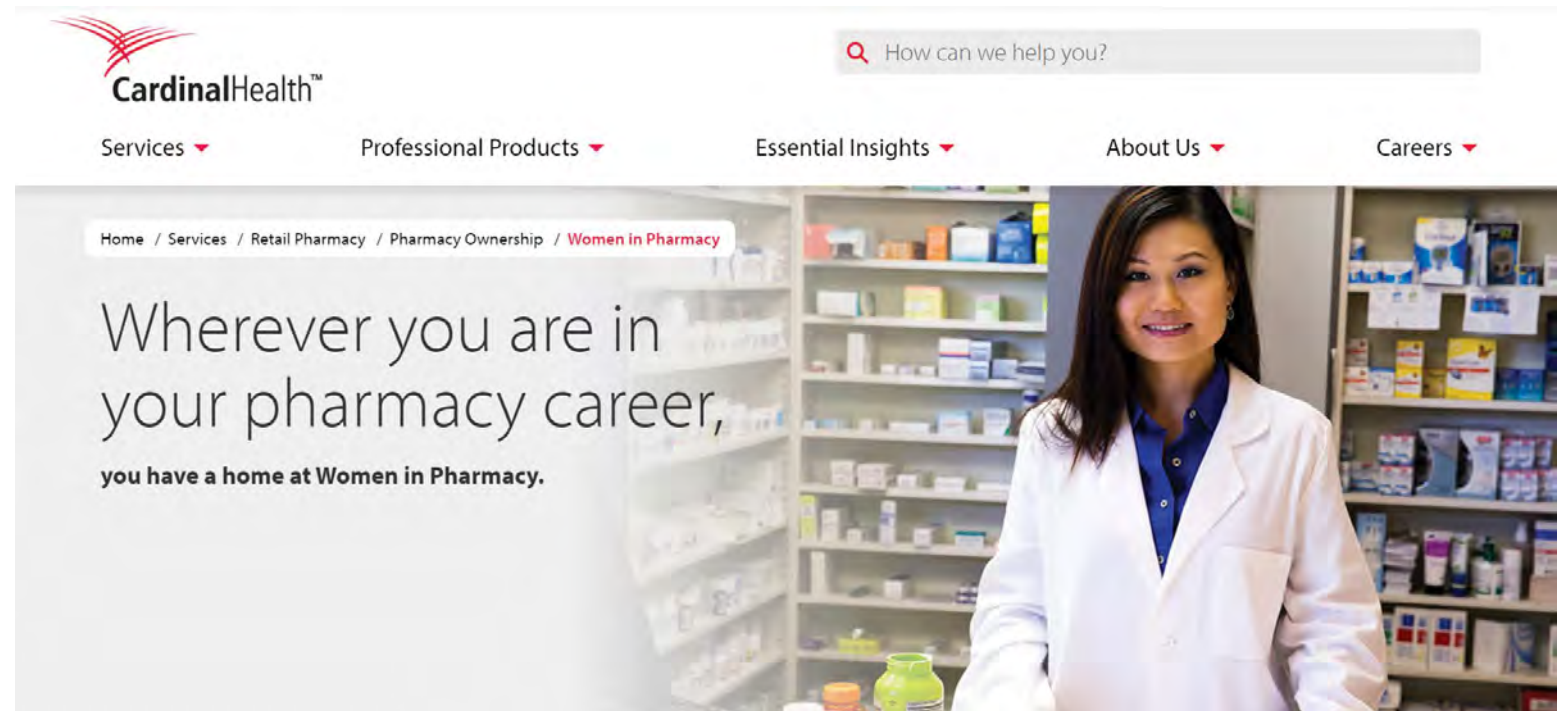 CardinalHealth™
How can we help you?
Services
Professional Products
Essential Insights
About Us
Careers
Home / Services / Retail Pharmacy / Pharmacy Ownership / Women in Pharmacy
Wherever you are in
your pharmacy career,
you have a home at Women in Pharmacy.